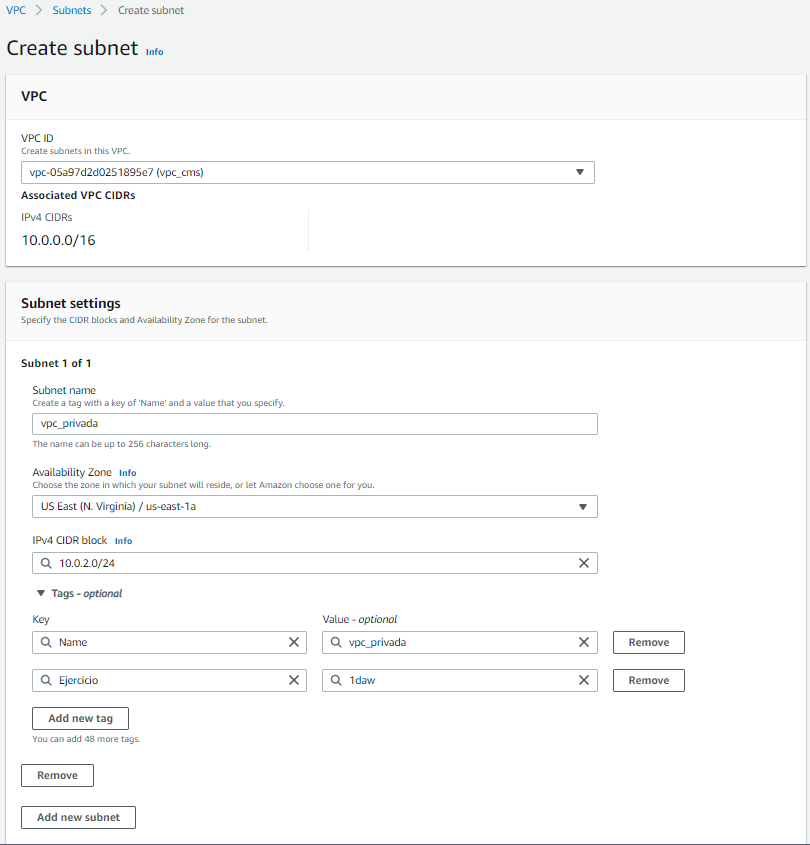 VPC > Subnets > Create subnet
Create subnet Info
VPC
VPC ID
Create subnets in this VPC.
vpc-05a97d2d0251895e7 (vpc_cms)
Associated VPC CIDRs
IPv4 CIDRs
10.0.0.0/16
Subnet settings
Specify the CIDR blocks and Availability Zone for the subnet.
Subnet 1 of 1
Subnet name
Create a tag with a key of 'Name' and a value that you specify.
vpc_privada
The name can be up to 256 characters long.
Availability Zone Info
Choose the zone in which your subnet will reside, or let Amazon choose one for you.
US East (N. Virginia) / us-east-1a
IPv4 CIDR block Info
10.0.2.0/24
Tags - optional
Key Value - optional
Name vpc_privada Remove
Ejercicio 1daw Remove
Add new tag
You can add 48 more tags.
Remove
Add new subnet